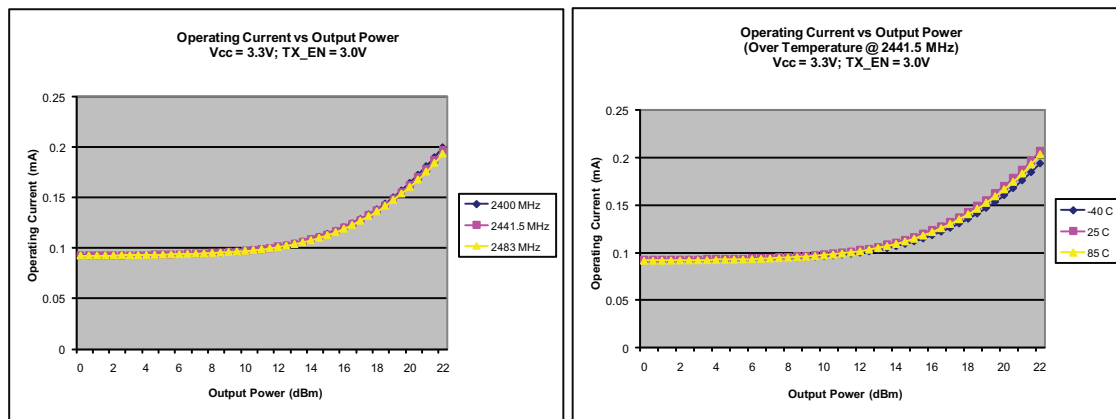 Operating Current vs Output Power
Vcc = 3.3V; TX_EN = 3.0V
0.25
0.2
0.15
0.1
0.05
0
Operating Current (mA)
0 2 4 6 8 10 12 14 16 18 20 22
Output Power (dBm)
2400 MHz
2441.5 MHz
2483 MHz
Operating Current vs Output Power
(Over Temperature @ 2441.5 MHz)
Vcc = 3.3V; TX_EN = 3.0V
0.25
0.2
0.15
0.1
0.05
0
Operating Current (mA)
0 2 4 6 8 10 12 14 16 18 20 22
Output Power (dBm)
-40 C
25 C
85 C